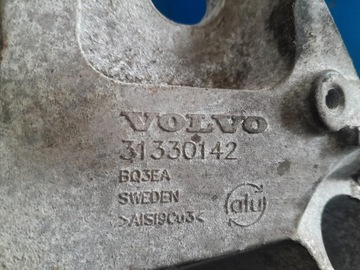 VOLVO
31330142
BQ3EA
SWEDEN
>AlSI9Cu3<
alu